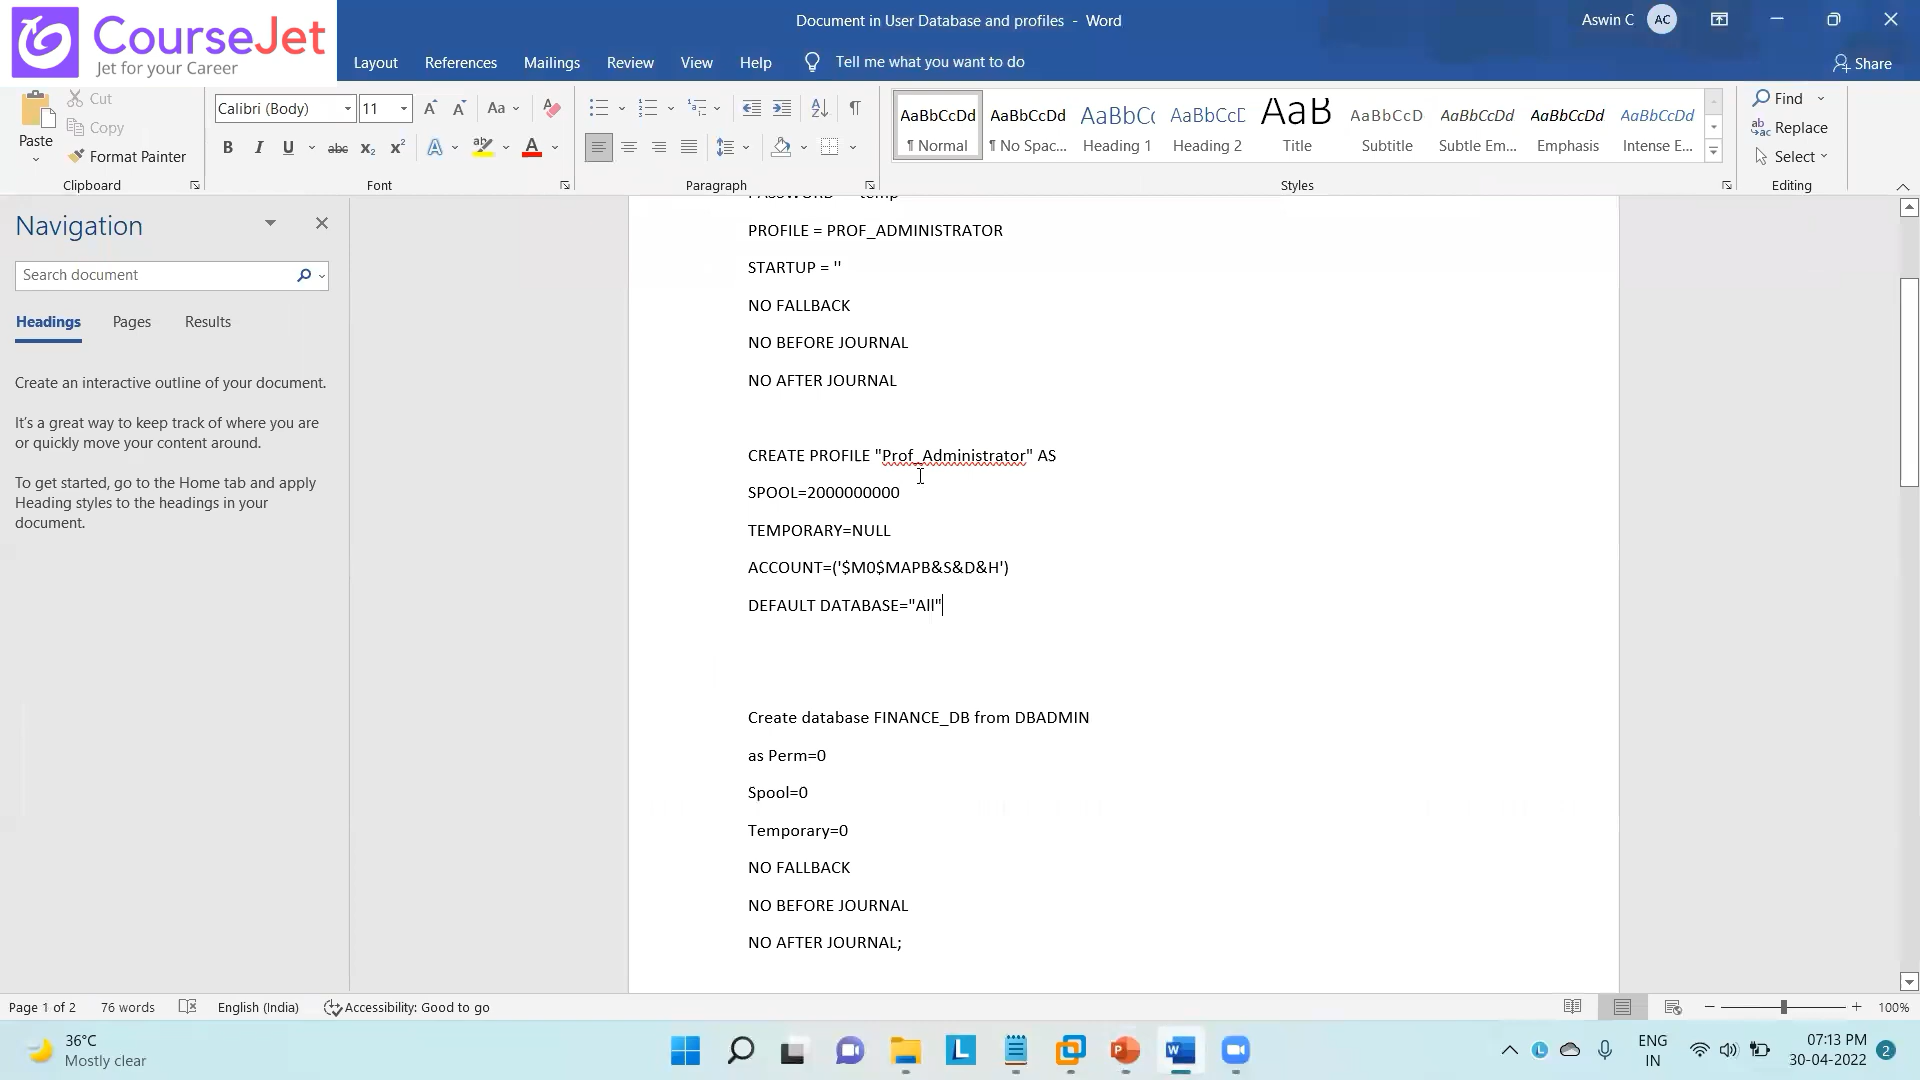 CourseJet
Jet for your Career
Document in User Database and profiles - Word
Aswin C
AC
Layout
References
Mailings
Review
View
Help
Tell me what you want to do
Share
Paste
Cut
Copy
Format Painter
Clipboard
Calibri (Body)
11
Aa
B I U abc x₂ x² A A
Font
Paragraph
AaBbCcDd
¶ Normal
AaBbCcDd
¶ No Spac...
AaBbC(
Heading 1
AaBbCcC
Heading 2
AaB
Title
AaBbCcD
Subtitle
AaBbCcDd
Subtle Em...
AaBbCcDd
Emphasis
AaBbCcDd
Intense E...
Styles
Find
Replace
Select
Editing
Navigation
Search document
Headings
Pages
Results
Create an interactive outline of your document.
It's a great way to keep track of where you are
or quickly move your content around.
To get started, go to the Home tab and apply
Heading styles to the headings in your
document.
PROFILE = PROF_ADMINISTRATOR
STARTUP = ''
NO FALLBACK
NO BEFORE JOURNAL
NO AFTER JOURNAL
CREATE PROFILE "Prof_Administrator" AS
SPOOL=2000000000
TEMPORARY=NULL
ACCOUNT=('$M0$MAPB&S&D&H')
DEFAULT DATABASE="All"
Create database FINANCE_DB from DBADMIN
as Perm=0
Spool=0
Temporary=0
NO FALLBACK
NO BEFORE JOURNAL
NO AFTER JOURNAL;
Page 1 of 2
76 words
English (India)
Accessibility: Good to go
100%
36°C
Mostly clear
ENG
IN
07:13 PM
30-04-2022
2